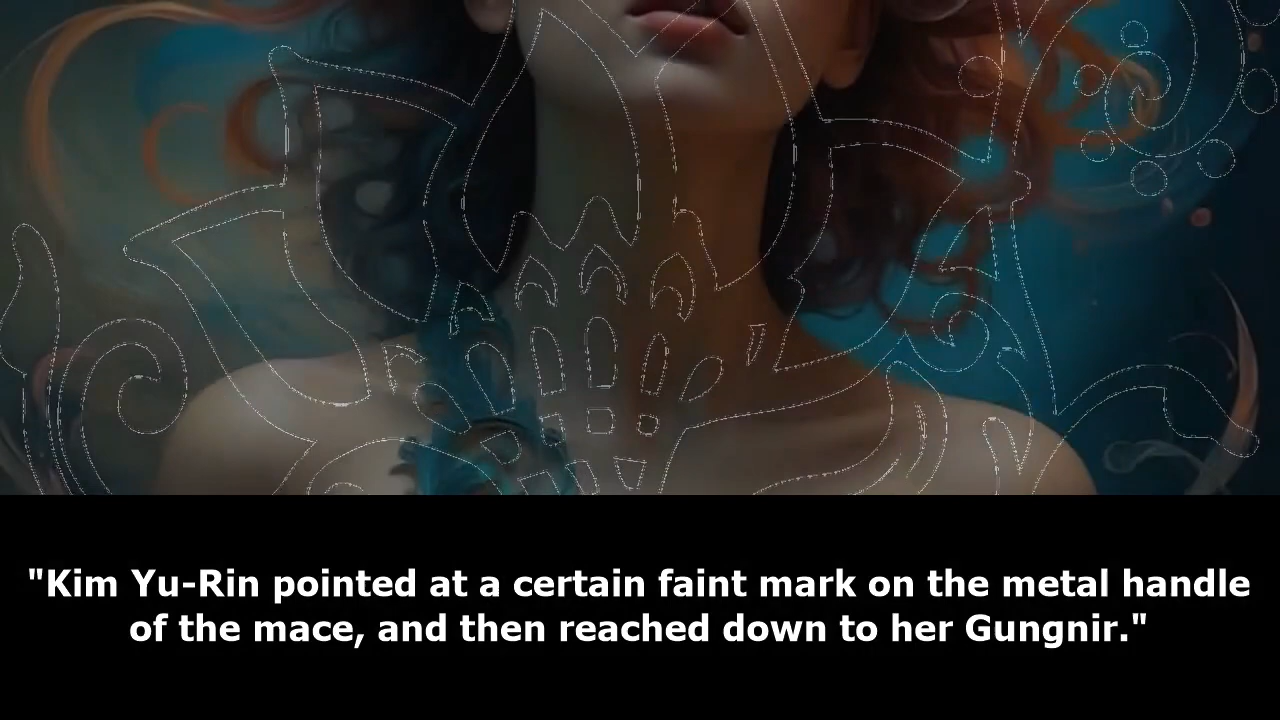 "Kim Yu-Rin pointed at a certain faint mark on the metal handle
of the mace, and then reached down to her Gungnir."